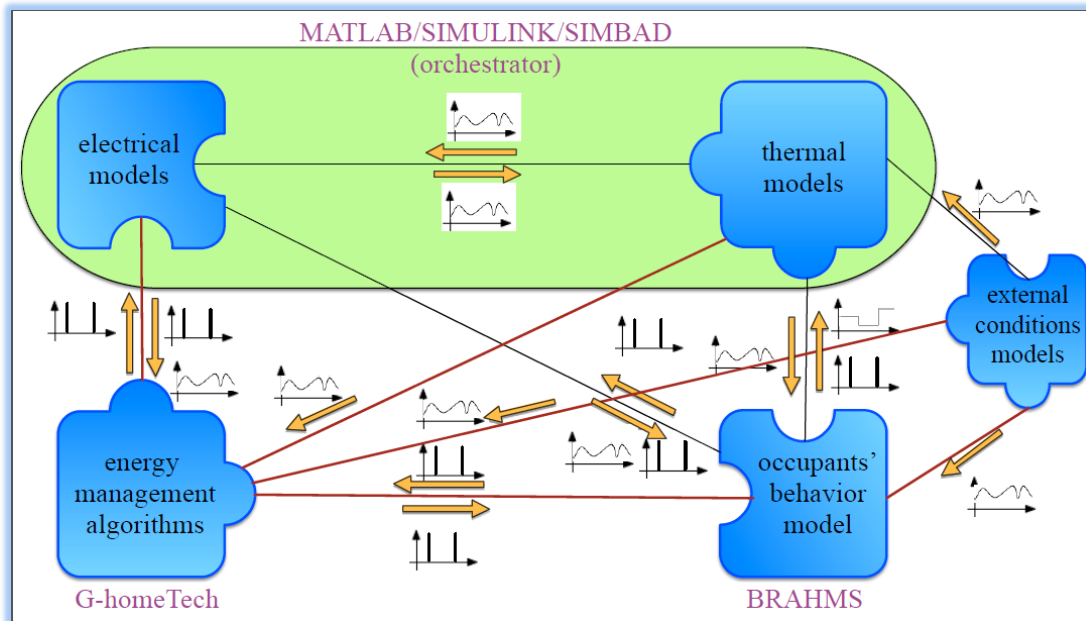 MATLAB/SIMULINK/SIMBAD
(orchestrator)
electrical
models
thermal
models
external
conditions
models
energy
management
algorithms
occupants’
behavior
model
G-homeTech
BRAHMS